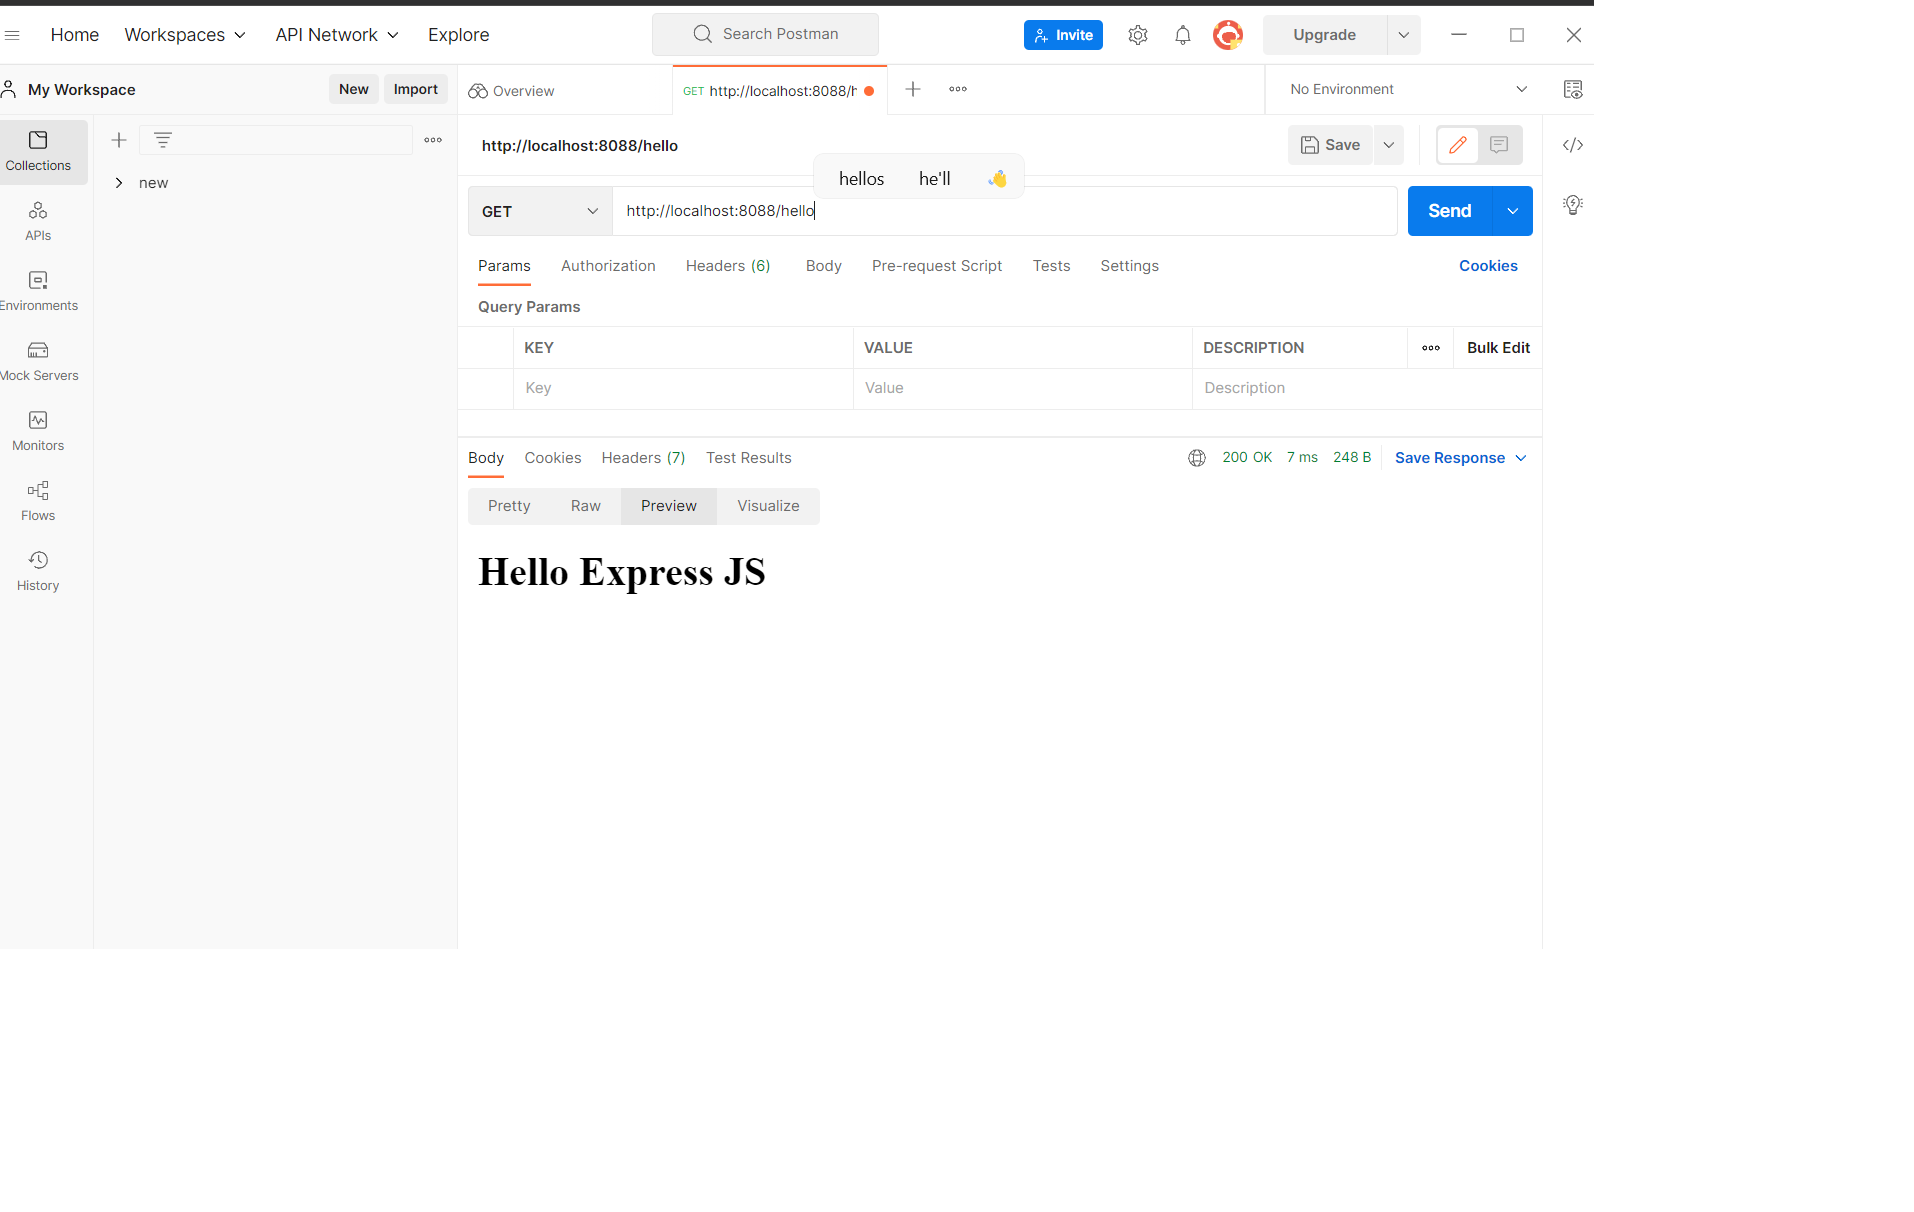 Home Workspaces API Network Explore Search Postman Invite Upgrade
My Workspace New Import Overview GET http://localhost:8088/h No Environment
Collections
new
APIs
Environments
Mock Servers
Monitors
Flows
History
http://localhost:8088/hello Save
hellos he'll
GET http://localhost:8088/hello Send
Params Authorization Headers (6) Body Pre-request Script Tests Settings Cookies
Query Params
KEY VALUE DESCRIPTION Bulk Edit
Key Value Description
Body Cookies Headers (7) Test Results 200 OK 7 ms 248 B Save Response
Pretty Raw Preview Visualize
Hello Express JS